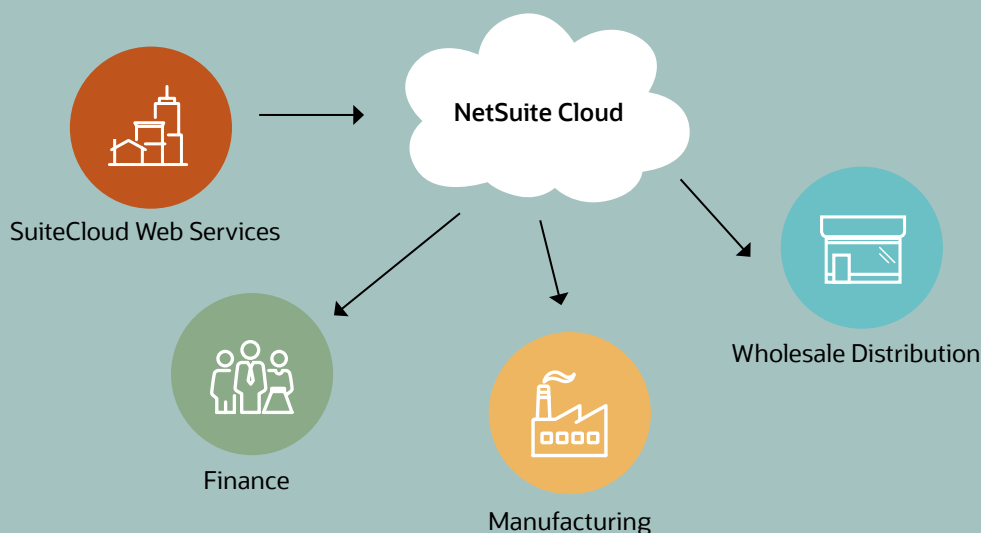 NetSuite Cloud
SuiteCloud Web Services
Wholesale Distribution
Finance
Manufacturing